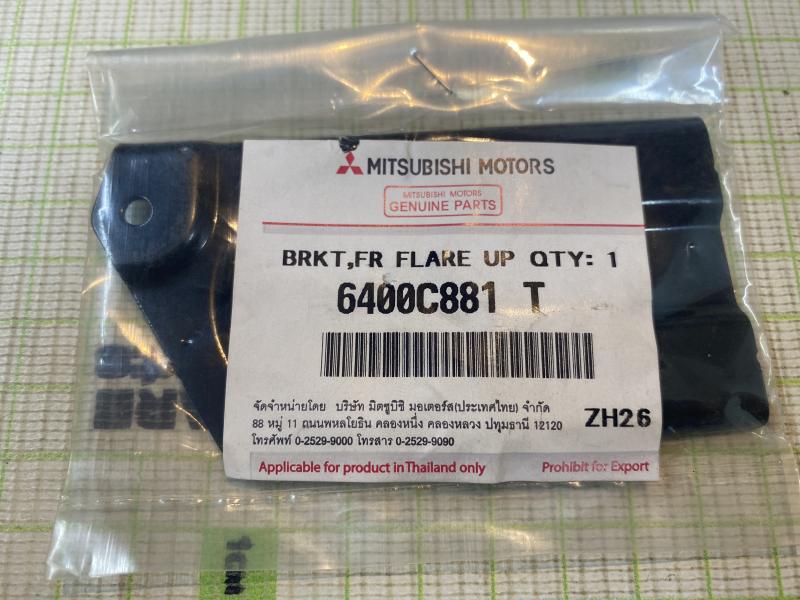 MITSUBISHI MOTORS
MITSUBISHI MOTORS
GENUINE PARTS
BRKT,FR FLARE UP QTY: 1
6400C881 T
จัดจำหน่ายโดย บริษัท มิตซูบิชิ มอเตอร์ส(ประเทศไทย) จำกัด
88 หมู่ 11 ถนนพหลโยธิน คลองหนึ่ง คลองหลวง ปทุมธานี 12120
โทรศัพท์ 0-2529-9000 โทรสาร 0-2529-9090
ZH26
Applicable for product in Thailand only
Prohibit for Export
1CM